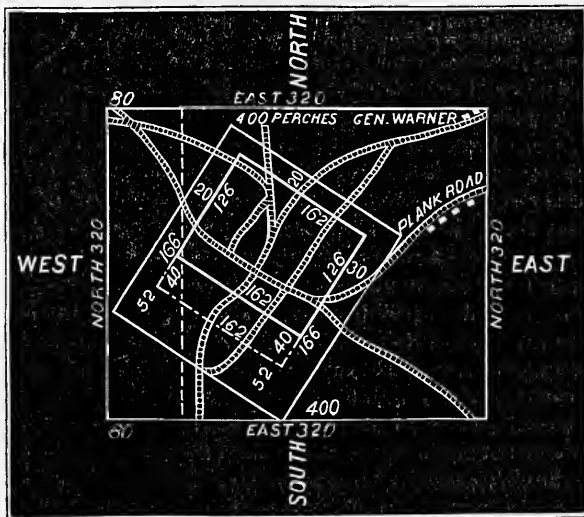 NORTH
80
EAST 320
400 PERCHES GEN. WARNER
20
126
20
162
PLANK ROAD
WEST
NORTH 320
166
40
52
162
126
30
162
40
166
52
NORTH 320
EAST
400
80
EAST 320
SOUTH